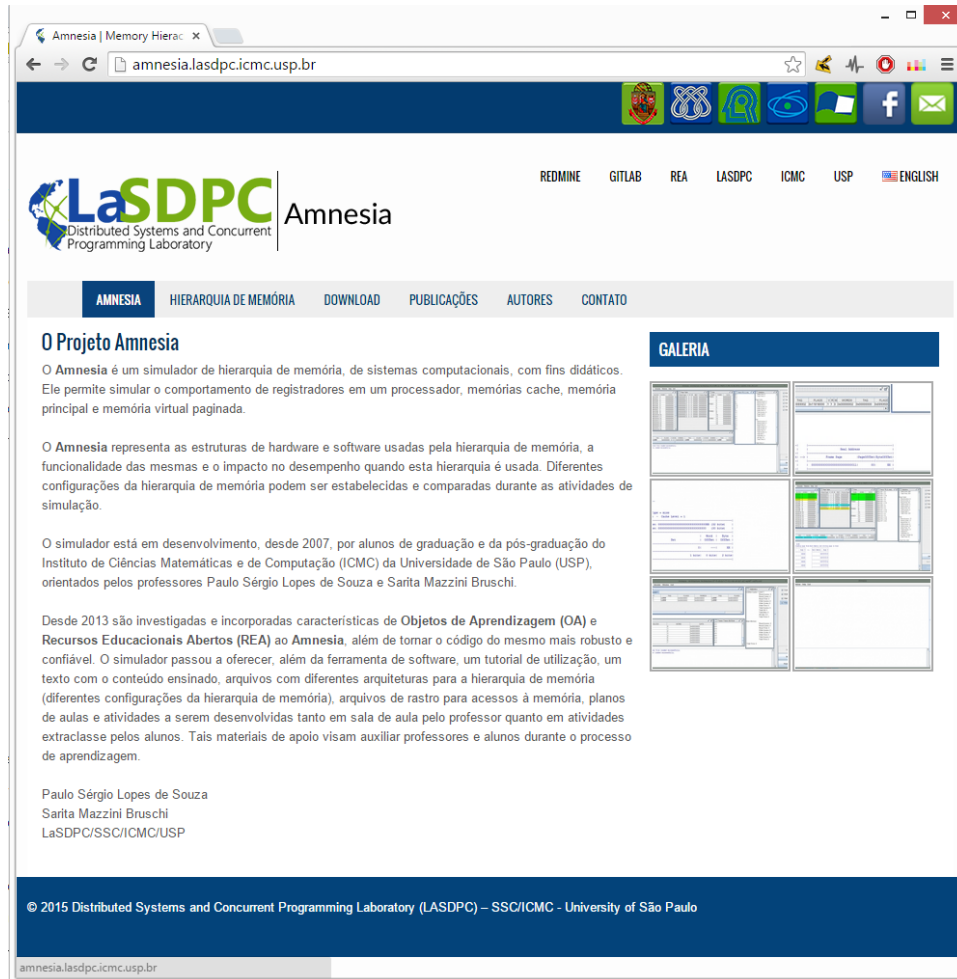 Amnesia | Memory Hierac
amnesia.lasdpc.icmc.usp.br
REDMINE GITLAB REA LASDPC ICMC USP ENGLISH
LaSDPC
Distributed Systems and Concurrent
Programming Laboratory
Amnesia
AMNESIA HIERARQUIA DE MEMÓRIA DOWNLOAD PUBLICAÇÕES AUTORES CONTATO
O Projeto Amnesia
O Amnesia é um simulador de hierarquia de memória, de sistemas computacionais, com fins didáticos.
Ele permite simular o comportamento de registradores em um processador, memórias cache, memória
principal e memória virtual paginada.
O Amnesia representa as estruturas de hardware e software usadas pela hierarquia de memória, a
funcionalidade das mesmas e o impacto no desempenho quando esta hierarquia é usada. Diferentes
configurações da hierarquia de memória podem ser estabelecidas e comparadas durante as atividades de
simulação.
O simulador está em desenvolvimento, desde 2007, por alunos de graduação e da pós-graduação do
Instituto de Ciências Matemáticas e de Computação (ICMC) da Universidade de São Paulo (USP),
orientados pelos professores Paulo Sérgio Lopes de Souza e Sarita Mazzini Bruschi.
Desde 2013 são investigadas e incorporadas características de Objetos de Aprendizagem (OA) e
Recursos Educacionais Abertos (REA) ao Amnesia, além de tornar o código do mesmo mais robusto e
confiável. O simulador passou a oferecer, além da ferramenta de software, um tutorial de utilização, um
texto com o conteúdo ensinado, arquivos com diferentes arquiteturas para a hierarquia de memória
(diferentes configurações da hierarquia de memória), arquivos de rastro para acessos à memória, planos
de aulas e atividades a serem desenvolvidas tanto em sala de aula pelo professor quanto em atividades
extraclasse pelos alunos. Tais materiais de apoio visam auxiliar professores e alunos durante o processo
de aprendizagem.
Paulo Sérgio Lopes de Souza
Sarita Mazzini Bruschi
LaSDPC/SSC/ICMC/USP
GALERIA
© 2015 Distributed Systems and Concurrent Programming Laboratory (LASDPC) – SSC/ICMC - University of São Paulo
amnesia.lasdpc.icmc.usp.br